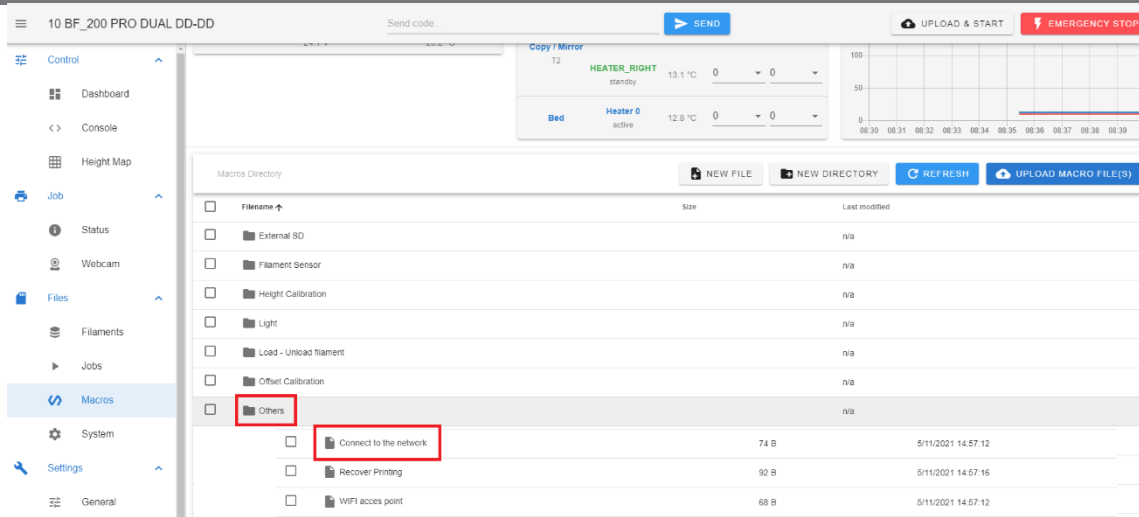 10 BF_200 PRO DUAL DD-DD
Send code...
SEND
UPLOAD & START
EMERGENCY STOP
Control
Dashboard
Console
Height Map
Job
Status
Webcam
Files
Filaments
Jobs
Macros
System
Settings
General
Copy / Mirror
T2
HEATER_RIGHT
standby
13.1 °C
0
0
Bed
Heater 0
active
12.8 °C
0
0
100
50
0
08:30 08:31 08:32 08:33 08:34 08:35 08:36 08:37 08:38 08:39
Macros Directory
NEW FILE
NEW DIRECTORY
REFRESH
UPLOAD MACRO FILE(S)
Filename
Size
Last modified
External SD n/a
Filament Sensor n/a
Height Calibration n/a
Light n/a
Load - Unload filament n/a
Offset Calibration n/a
Others n/a
Connect to the network 74 B 5/11/2021 14:57:12
Recover Printing 92 B 5/11/2021 14:57:16
WIFI acces point 68 B 5/11/2021 14:57:12